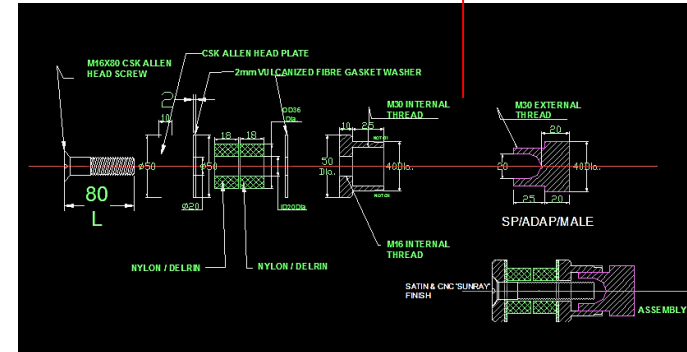 M16X80 CSK ALLEN
HEAD SCREW
CSK ALLEN HEAD PLATE
2mm VULCANIZED FIBRE GASKET WASHER
2
10
OD36
Dia.
18
18
M30 INTERNAL
THREAD
10
25
M30 EXTERNAL
THREAD
20
Ø50
Ø50
50
Dia.
40Dia.
20
40Dia.
80
L
Ø20
ID20Dia
25
20
SP/ADAP/MALE
M16 INTERNAL
THREAD
NYLON / DELRIN
NYLON / DELRIN
SATIN & CNC 'SUNRAY'
FINISH
ASSEMBLY